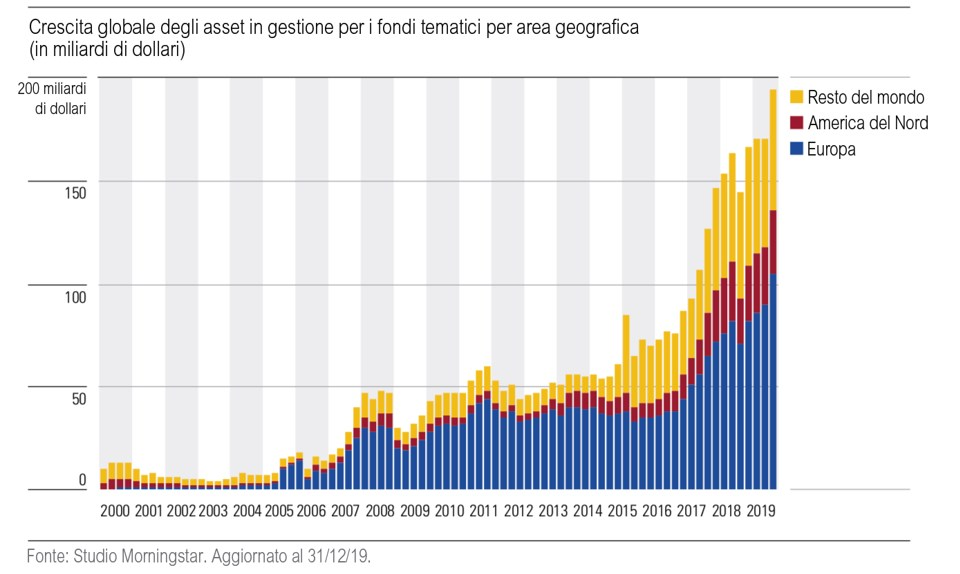 Crescita globale degli asset in gestione per i fondi tematici per area geografica
(in miliardi di dollari)
200 miliardi
di dollari
Resto del mondo
America del Nord
Europa
150
100
50
0
2000 2001 2002 2003 2004 2005 2006 2007 2008 2009 2010 2011 2012 2013 2014 2015 2016 2017 2018 2019
Fonte: Studio Morningstar. Aggiornato al 31/12/19.